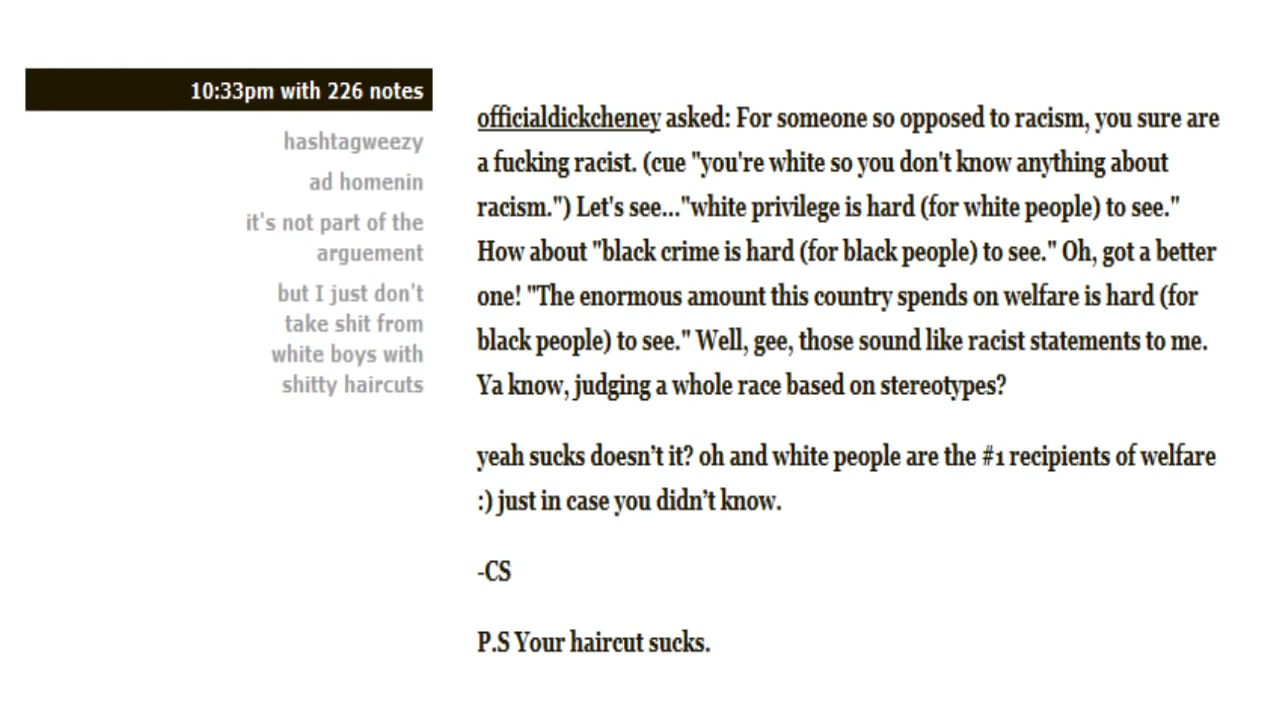 10:33pm with 226 notes
hashtagweezy
ad homenin
it's not part of the
arguement
but I just don't
take shit from
white boys with
shitty haircuts
officialdickcheney asked: For someone so opposed to racism, you sure are
a fucking racist. (cue "you're white so you don't know anything about
racism.") Let's see..."white privilege is hard (for white people) to see."
How about "black crime is hard (for black people) to see." Oh, got a better
one! "The enormous amount this country spends on welfare is hard (for
black people) to see." Well, gee, those sound like racist statements to me.
Ya know, judging a whole race based on stereotypes?
yeah sucks doesn’t it? oh and white people are the #1 recipients of welfare
:) just in case you didn’t know.
-CS
P.S Your haircut sucks.